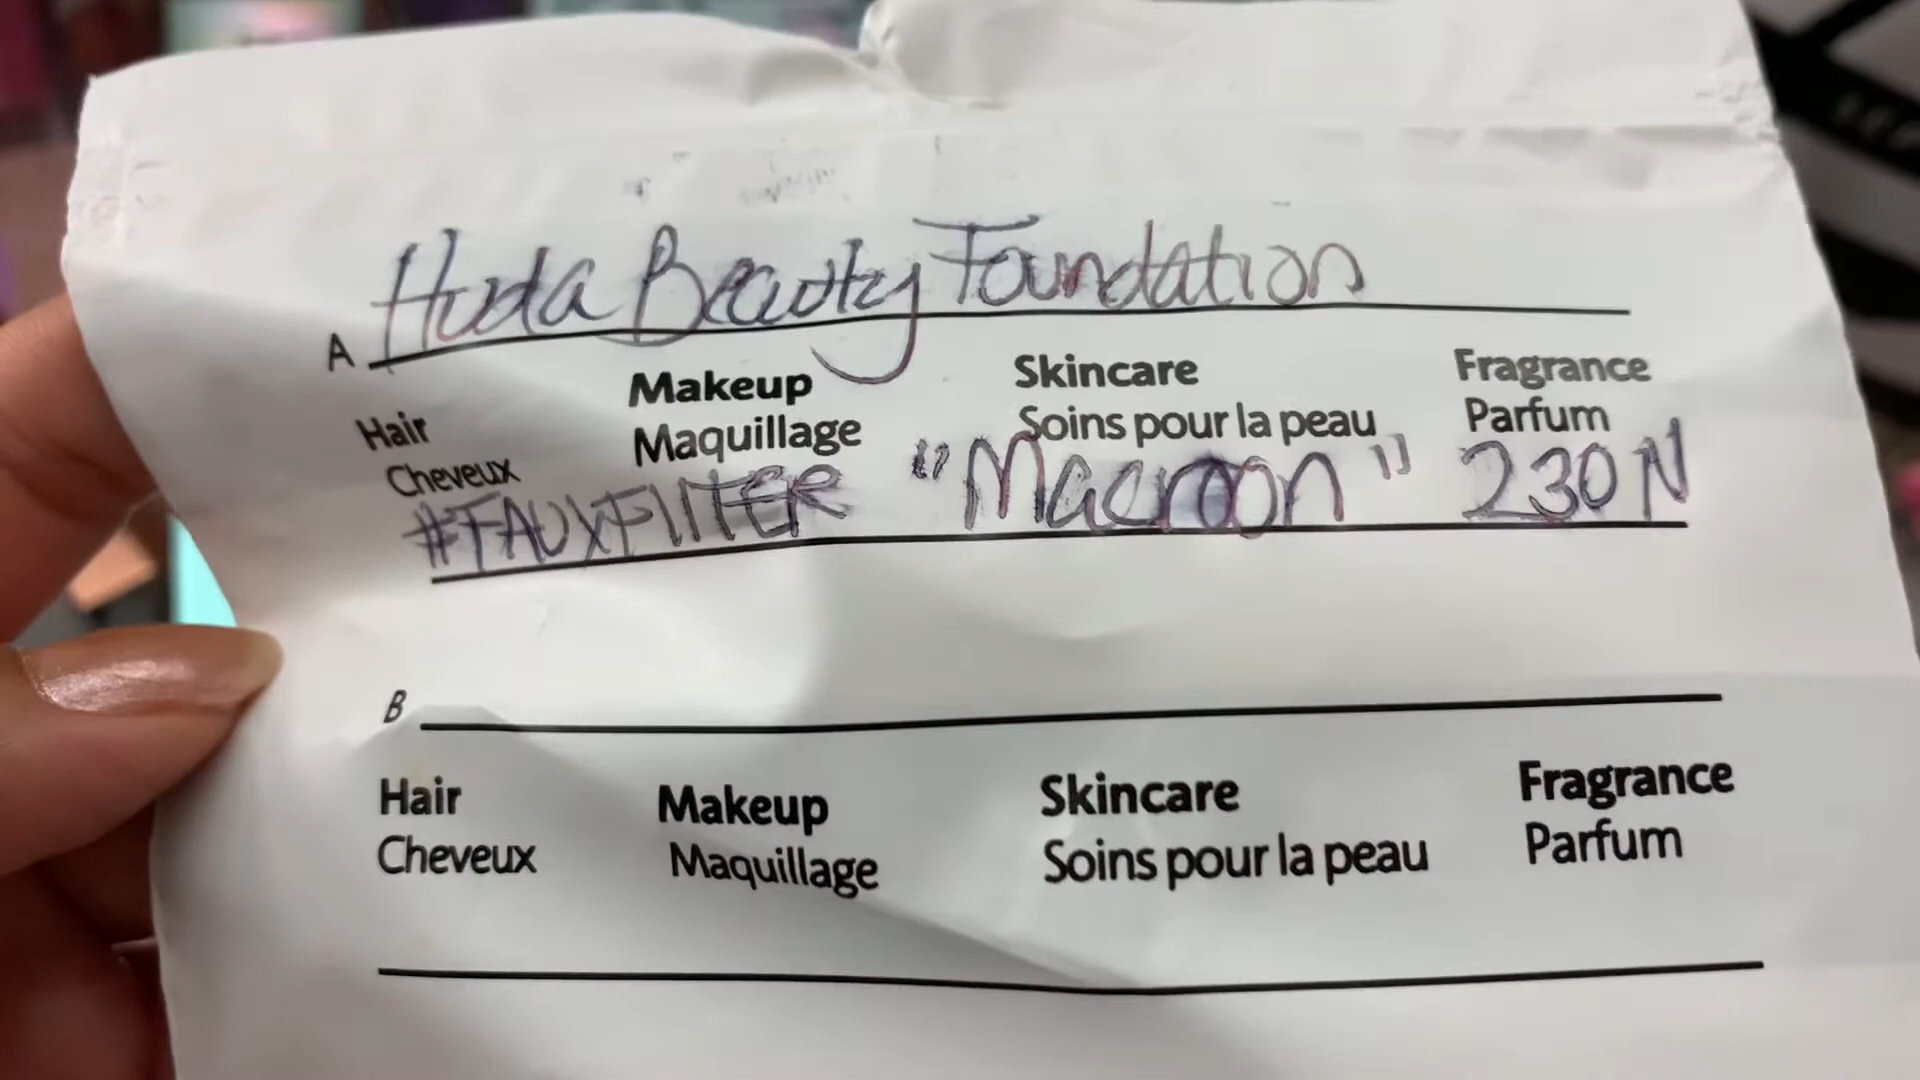 Huda Beauty Foundation
A
Hair Makeup Skincare Fragrance
Cheveux Maquillage Soins pour la peau Parfum
#FAUXFILTER "Macroon" 230N
B
Hair Makeup Skincare Fragrance
Cheveux Maquillage Soins pour la peau Parfum